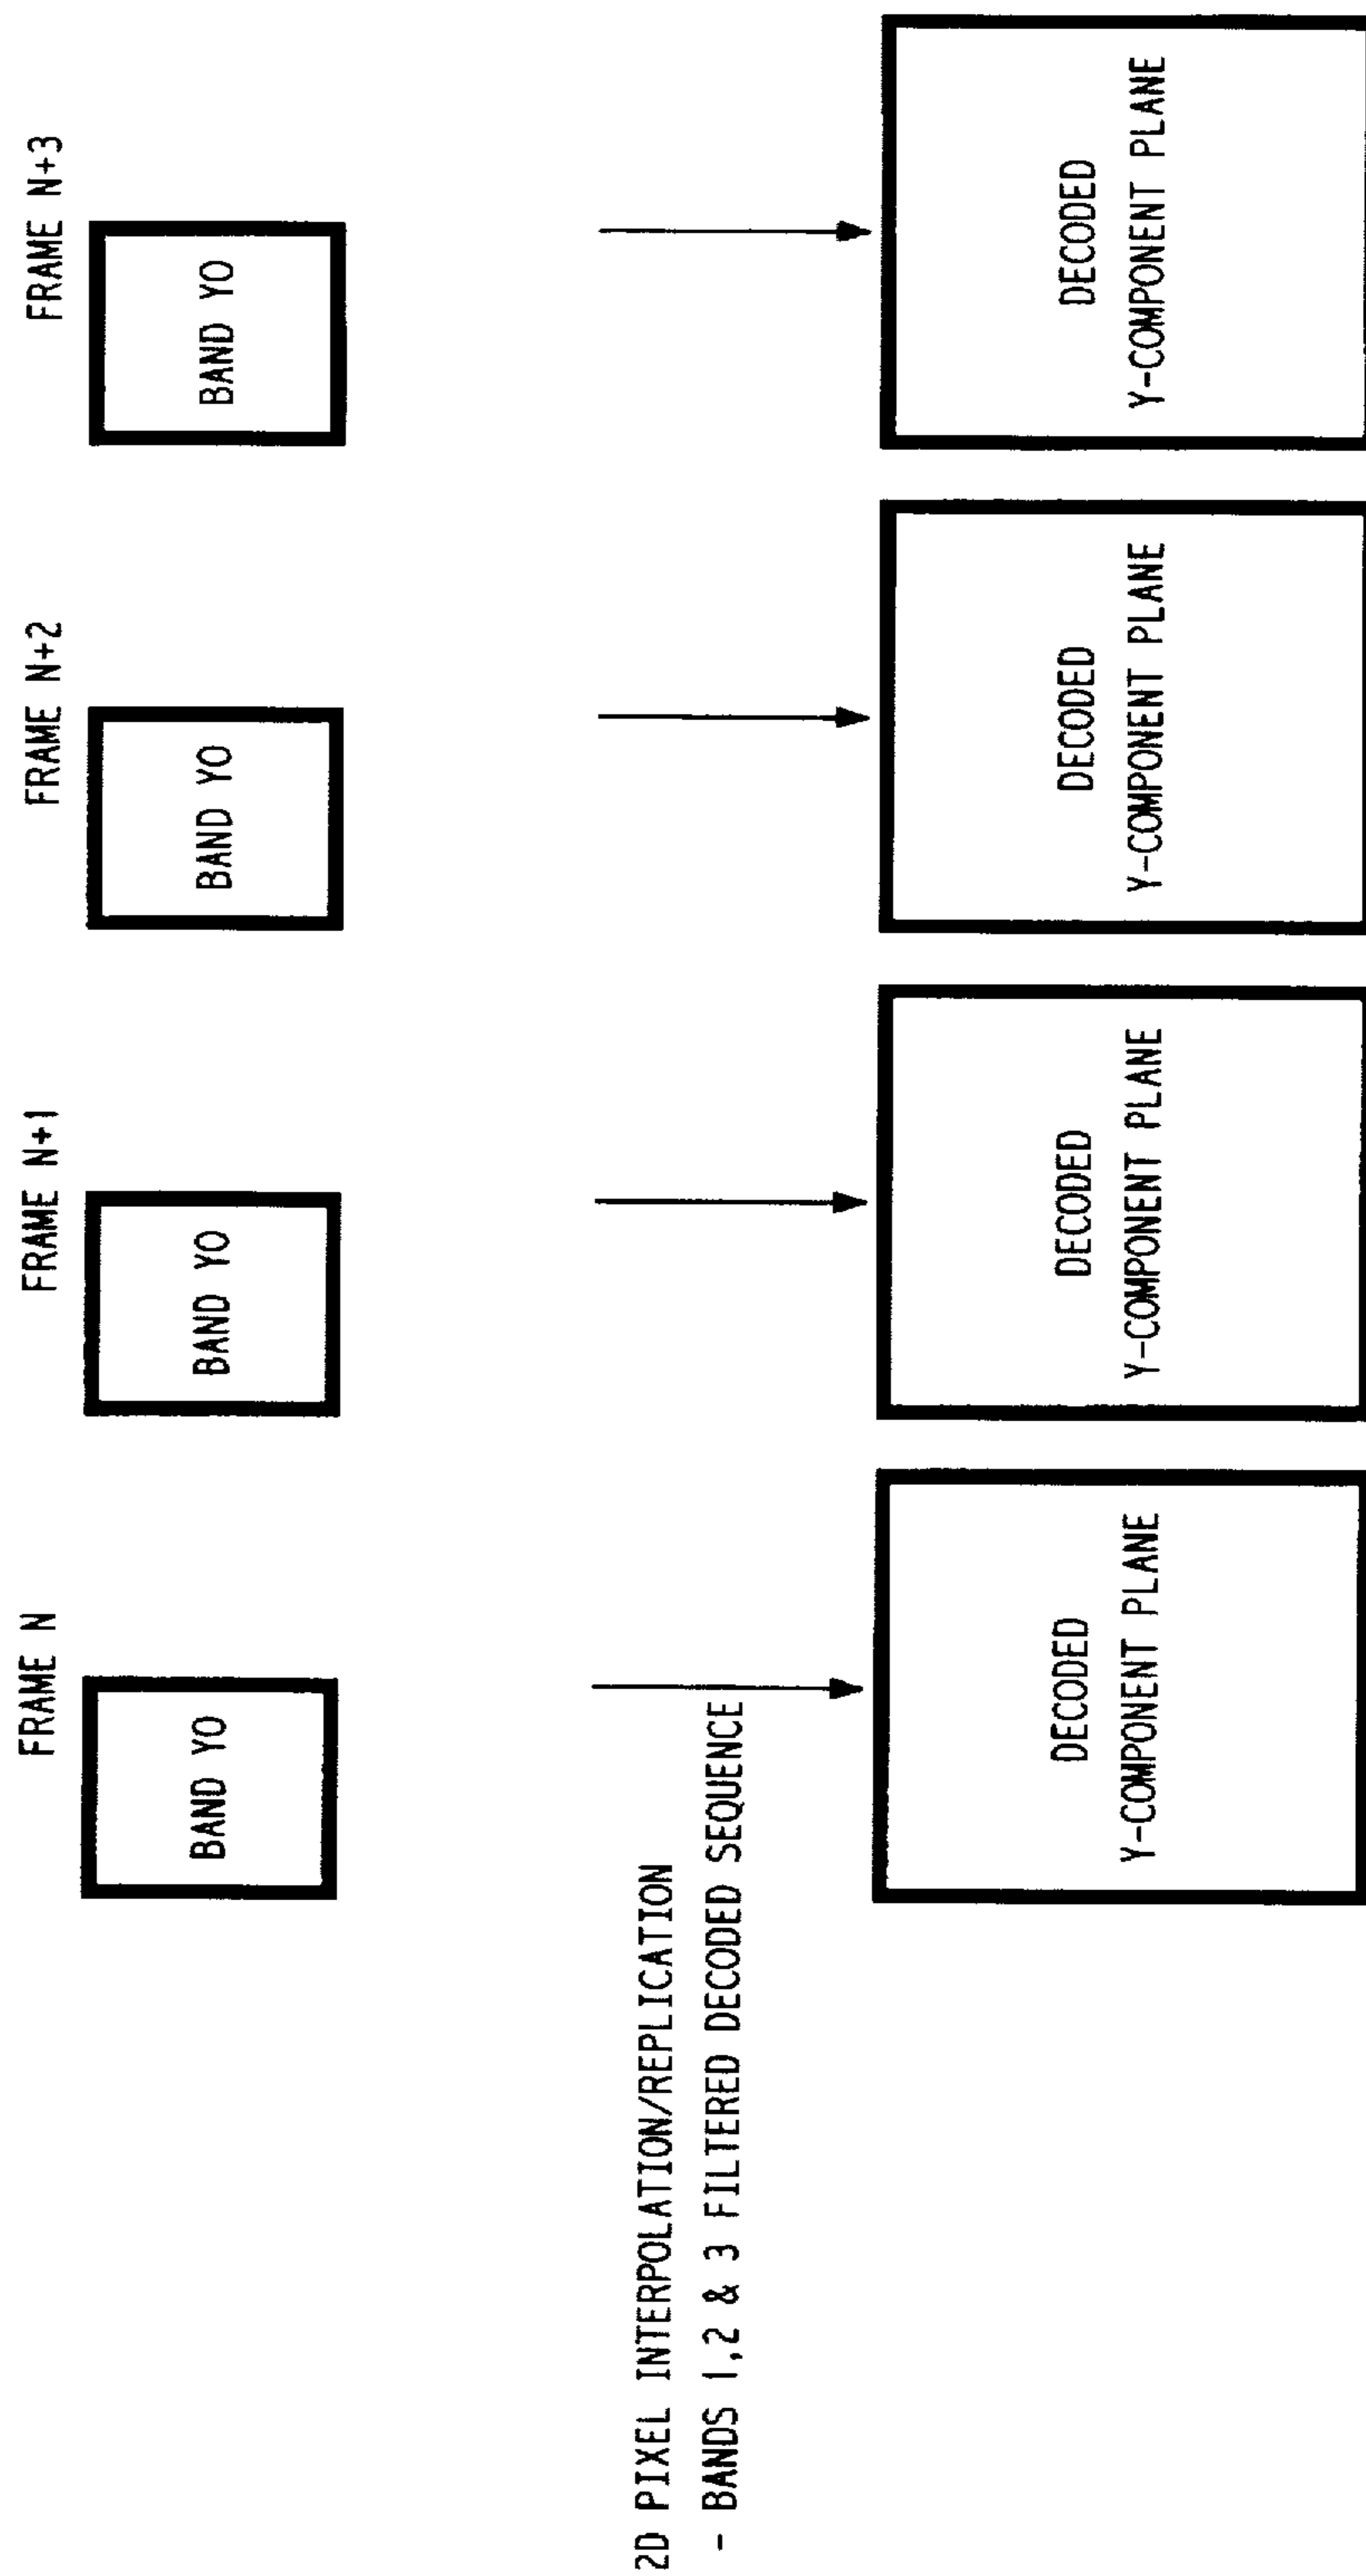 FRAME N
FRAME N+1
FRAME N+2
FRAME N+3
BAND YO
BAND YO
BAND YO
BAND YO
2D PIXEL INTERPOLATION/REPLICATION
- BANDS 1,2 & 3 FILTERED DECODED SEQUENCE
DECODED
Y-COMPONENT PLANE
DECODED
Y-COMPONENT PLANE
DECODED
Y-COMPONENT PLANE
DECODED
Y-COMPONENT PLANE